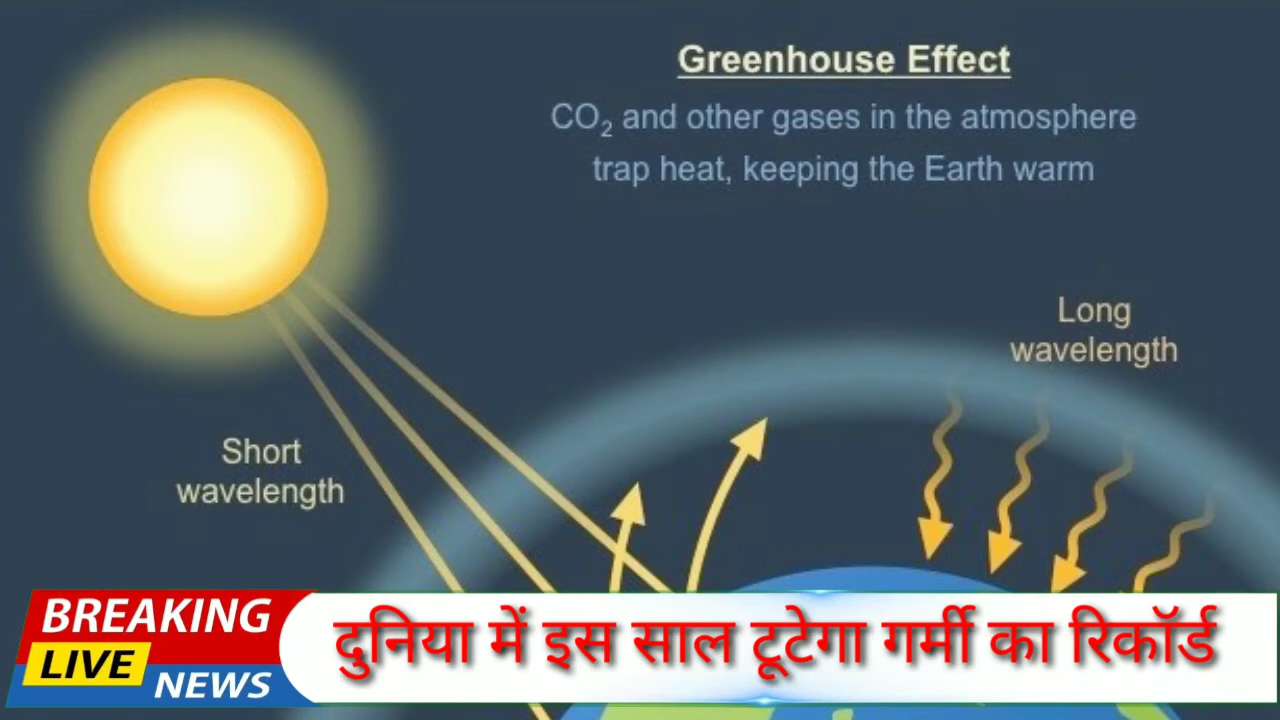 Greenhouse Effect
CO₂ and other gases in the atmosphere
trap heat, keeping the Earth warm
Long
wavelength
Short
wavelength
BREAKING
LIVE
NEWS
दुनिया में इस साल टूटेगा गर्मी का रिकॉर्ड